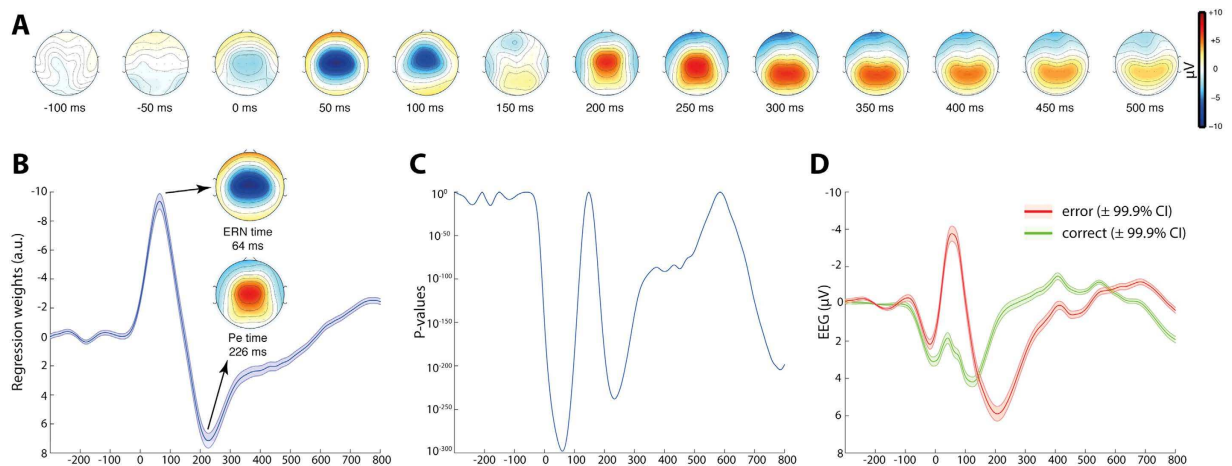 A
-100 ms -50 ms 0 ms 50 ms 100 ms 150 ms 200 ms 250 ms 300 ms 350 ms 400 ms 450 ms 500 ms
+10
+5
0
−5
−10
μV
B
Regression weights (a.u.)
-10
-8
-6
-4
-2
0
2
4
6
8
-200 -100 0 100 200 300 400 500 600 700 800
ERN time
64 ms
Pe time
226 ms
C
P-values
10⁰
10⁻⁵⁰
10⁻¹⁰⁰
10⁻¹⁵⁰
10⁻²⁰⁰
10⁻²⁵⁰
10⁻³⁰⁰
-200 -100 0 100 200 300 400 500 600 700 800
D
EEG (μV)
-6
-4
-2
0
2
4
6
8
-200 -100 0 100 200 300 400 500 600 700 800
error (± 99.9% CI)
correct (± 99.9% CI)